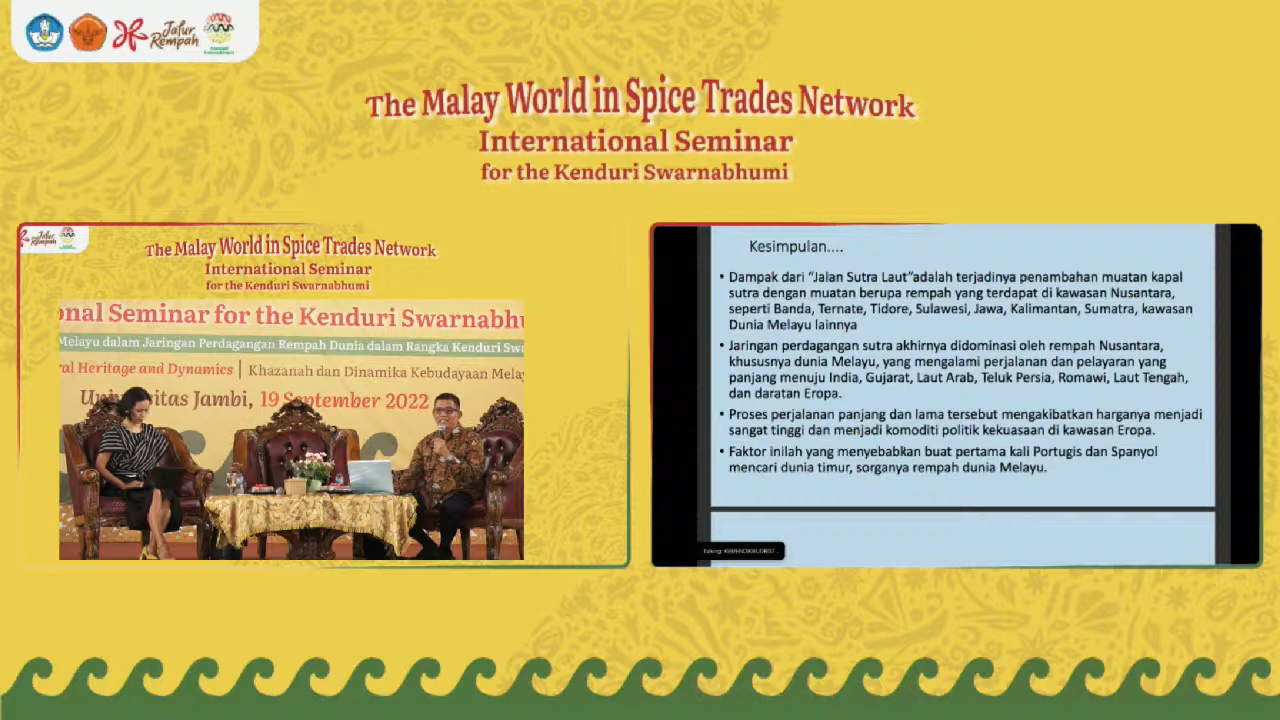 Jalur
Rempah
The Malay World in Spice Trades Network
International Seminar
for the Kenduri Swarnabhumi
Jalur
Rempah
The Malay World in Spice Trades Network
International Seminar
for the Kenduri Swarnabhumi
onal Seminar for the Kenduri Swarnabhu
Melayu dalam Jaringan Perdagangan Rempah Dunia dalam Rangka Kenduri Swa
ral Heritage and Dynamics | Khazanah dan Dinamika Kebudayaan Melay
Universitas Jambi, 19 September 2022
Kesimpulan....
• Dampak dari “Jalan Sutra Laut”adalah terjadinya penambahan muatan kapal
sutra dengan muatan berupa rempah yang terdapat di kawasan Nusantara,
seperti Banda, Ternate, Tidore, Sulawesi, Jawa, Kalimantan, Sumatra, kawasan
Dunia Melayu lainnya
• Jaringan perdagangan sutra akhirnya didominasi oleh rempah Nusantara,
khususnya dunia Melayu, yang mengalami perjalanan dan pelayaran yang
panjang menuju India, Gujarat, Laut Arab, Teluk Persia, Romawi, Laut Tengah,
dan daratan Eropa.
• Proses perjalanan panjang dan lama tersebut mengakibatkan harganya menjadi
sangat tinggi dan menjadi komoditi politik kekuasaan di kawasan Eropa.
• Faktor inilah yang menyebabkan buat pertama kali Portugis dan Spanyol
mencari dunia timur, sorganya rempah dunia Melayu.
Talking: